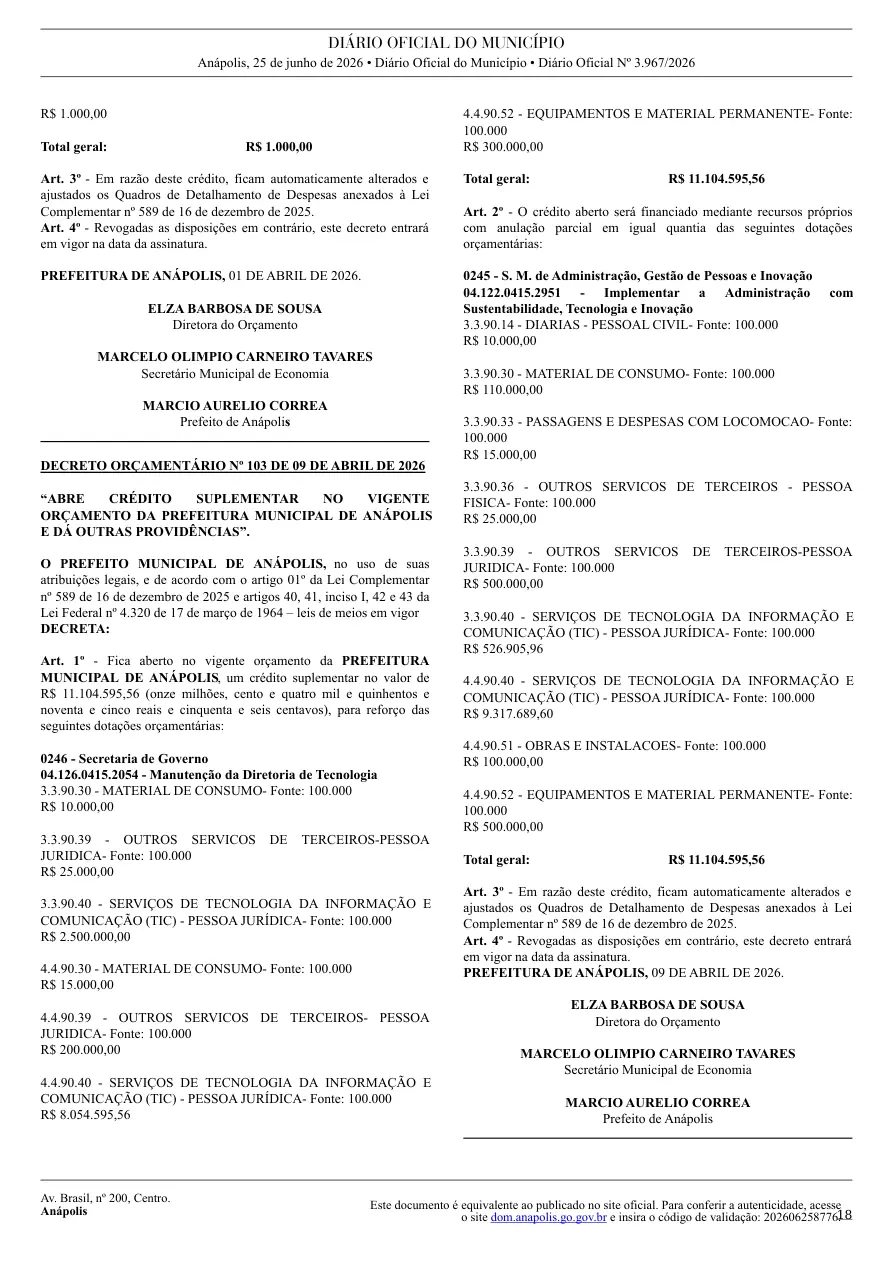 DIÁRIO OFICIAL DO MUNICÍPIO
Anápolis, 25 de junho de 2026 • Diário Oficial do Município • Diário Oficial Nº 3.967/2026
R$ 1.000,00
Total geral: R$ 1.000,00
Art. 3º - Em razão deste crédito, ficam automaticamente alterados e
ajustados os Quadros de Detalhamento de Despesas anexados à Lei
Complementar nº 589 de 16 de dezembro de 2025.
Art. 4º - Revogadas as disposições em contrário, este decreto entrará
em vigor na data da assinatura.
PREFEITURA DE ANÁPOLIS, 01 DE ABRIL DE 2026.
ELZA BARBOSA DE SOUSA
Diretora do Orçamento
MARCELO OLIMPIO CARNEIRO TAVARES
Secretário Municipal de Economia
MARCIO AURELIO CORREA
Prefeito de Anápolis
DECRETO ORÇAMENTÁRIO Nº 103 DE 09 DE ABRIL DE 2026
“ABRE CRÉDITO SUPLEMENTAR NO VIGENTE
ORÇAMENTO DA PREFEITURA MUNICIPAL DE ANÁPOLIS
E DÁ OUTRAS PROVIDÊNCIAS”.
O PREFEITO MUNICIPAL DE ANÁPOLIS, no uso de suas
atribuições legais, e de acordo com o artigo 01º da Lei Complementar
nº 589 de 16 de dezembro de 2025 e artigos 40, 41, inciso I, 42 e 43 da
Lei Federal nº 4.320 de 17 de março de 1964 – leis de meios em vigor
DECRETA:
Art. 1º - Fica aberto no vigente orçamento da PREFEITURA
MUNICIPAL DE ANÁPOLIS, um crédito suplementar no valor de
R$ 11.104.595,56 (onze milhões, cento e quatro mil e quinhentos e
noventa e cinco reais e cinquenta e seis centavos), para reforço das
seguintes dotações orçamentárias:
0246 - Secretaria de Governo
04.126.0415.2054 - Manutenção da Diretoria de Tecnologia
3.3.90.30 - MATERIAL DE CONSUMO- Fonte: 100.000
R$ 10.000,00
3.3.90.39 - OUTROS SERVICOS DE TERCEIROS-PESSOA
JURIDICA- Fonte: 100.000
R$ 25.000,00
3.3.90.40 - SERVIÇOS DE TECNOLOGIA DA INFORMAÇÃO E
COMUNICAÇÃO (TIC) - PESSOA JURÍDICA- Fonte: 100.000
R$ 2.500.000,00
4.4.90.30 - MATERIAL DE CONSUMO- Fonte: 100.000
R$ 15.000,00
4.4.90.39 - OUTROS SERVICOS DE TERCEIROS- PESSOA
JURIDICA- Fonte: 100.000
R$ 200.000,00
4.4.90.40 - SERVIÇOS DE TECNOLOGIA DA INFORMAÇÃO E
COMUNICAÇÃO (TIC) - PESSOA JURÍDICA- Fonte: 100.000
R$ 8.054.595,56
4.4.90.52 - EQUIPAMENTOS E MATERIAL PERMANENTE- Fonte:
100.000
R$ 300.000,00
Total geral: R$ 11.104.595,56
Art. 2º - O crédito aberto será financiado mediante recursos próprios
com anulação parcial em igual quantia das seguintes dotações
orçamentárias:
0245 - S. M. de Administração, Gestão de Pessoas e Inovação
04.122.0415.2951 - Implementar a Administração com
Sustentabilidade, Tecnologia e Inovação
3.3.90.14 - DIARIAS - PESSOAL CIVIL- Fonte: 100.000
R$ 10.000,00
3.3.90.30 - MATERIAL DE CONSUMO- Fonte: 100.000
R$ 110.000,00
3.3.90.33 - PASSAGENS E DESPESAS COM LOCOMOCAO- Fonte:
100.000
R$ 15.000,00
3.3.90.36 - OUTROS SERVICOS DE TERCEIROS - PESSOA
FISICA- Fonte: 100.000
R$ 25.000,00
3.3.90.39 - OUTROS SERVICOS DE TERCEIROS-PESSOA
JURIDICA- Fonte: 100.000
R$ 500.000,00
3.3.90.40 - SERVIÇOS DE TECNOLOGIA DA INFORMAÇÃO E
COMUNICAÇÃO (TIC) - PESSOA JURÍDICA- Fonte: 100.000
R$ 526.905,96
4.4.90.40 - SERVIÇOS DE TECNOLOGIA DA INFORMAÇÃO E
COMUNICAÇÃO (TIC) - PESSOA JURÍDICA- Fonte: 100.000
R$ 9.317.689,60
4.4.90.51 - OBRAS E INSTALACOES- Fonte: 100.000
R$ 100.000,00
4.4.90.52 - EQUIPAMENTOS E MATERIAL PERMANENTE- Fonte:
100.000
R$ 500.000,00
Total geral: R$ 11.104.595,56
Art. 3º - Em razão deste crédito, ficam automaticamente alterados e
ajustados os Quadros de Detalhamento de Despesas anexados à Lei
Complementar nº 589 de 16 de dezembro de 2025.
Art. 4º - Revogadas as disposições em contrário, este decreto entrará
em vigor na data da assinatura.
PREFEITURA DE ANÁPOLIS, 09 DE ABRIL DE 2026.
ELZA BARBOSA DE SOUSA
Diretora do Orçamento
MARCELO OLIMPIO CARNEIRO TAVARES
Secretário Municipal de Economia
MARCIO AURELIO CORREA
Prefeito de Anápolis
Av. Brasil, nº 200, Centro.
Anápolis
Este documento é equivalente ao publicado no site oficial. Para conferir a autenticidade, acesse
o site dom.anapolis.go.gov.br e insira o código de validação:
18